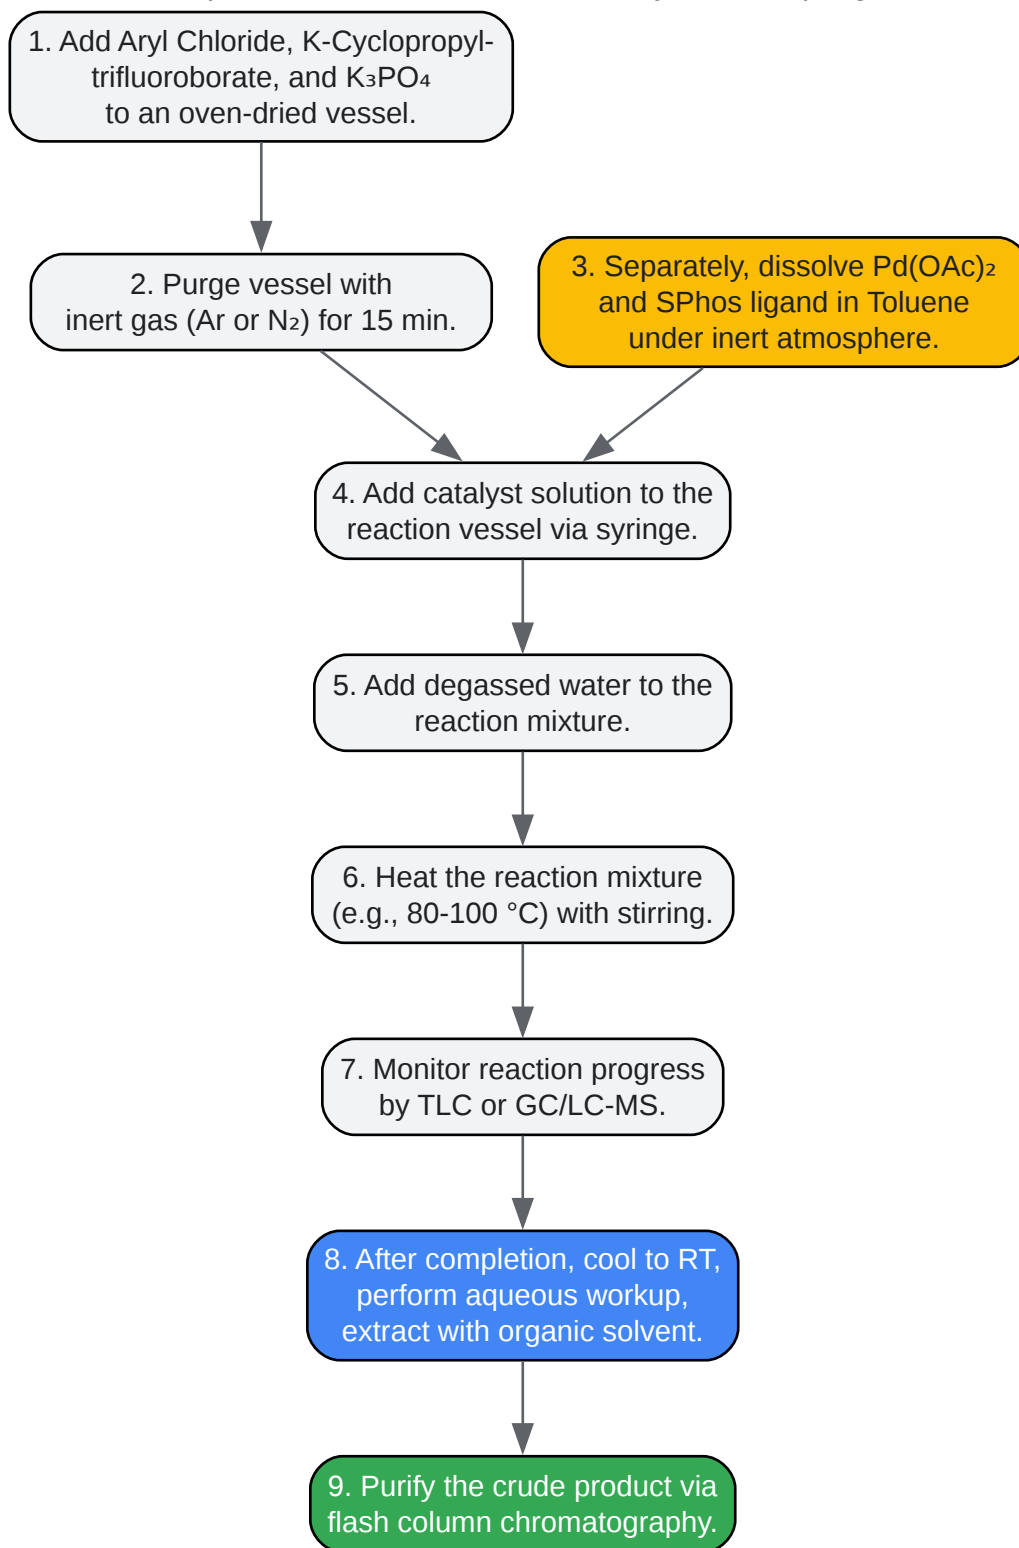 1. Add Aryl Chloride, K-Cyclopropyl-
trifluoroborate, and K₃PO₄
to an oven-dried vessel.
2. Purge vessel with
inert gas (Ar or N₂) for 15 min.
3. Separately, dissolve Pd(OAc)₂
and SPhos ligand in Toluene
under inert atmosphere.
4. Add catalyst solution to the
reaction vessel via syringe.
5. Add degassed water to the
reaction mixture.
6. Heat the reaction mixture
(e.g., 80-100 °C) with stirring.
7. Monitor reaction progress
by TLC or GC/LC-MS.
8. After completion, cool to RT,
perform aqueous workup,
extract with organic solvent.
9. Purify the crude product via
flash column chromatography.